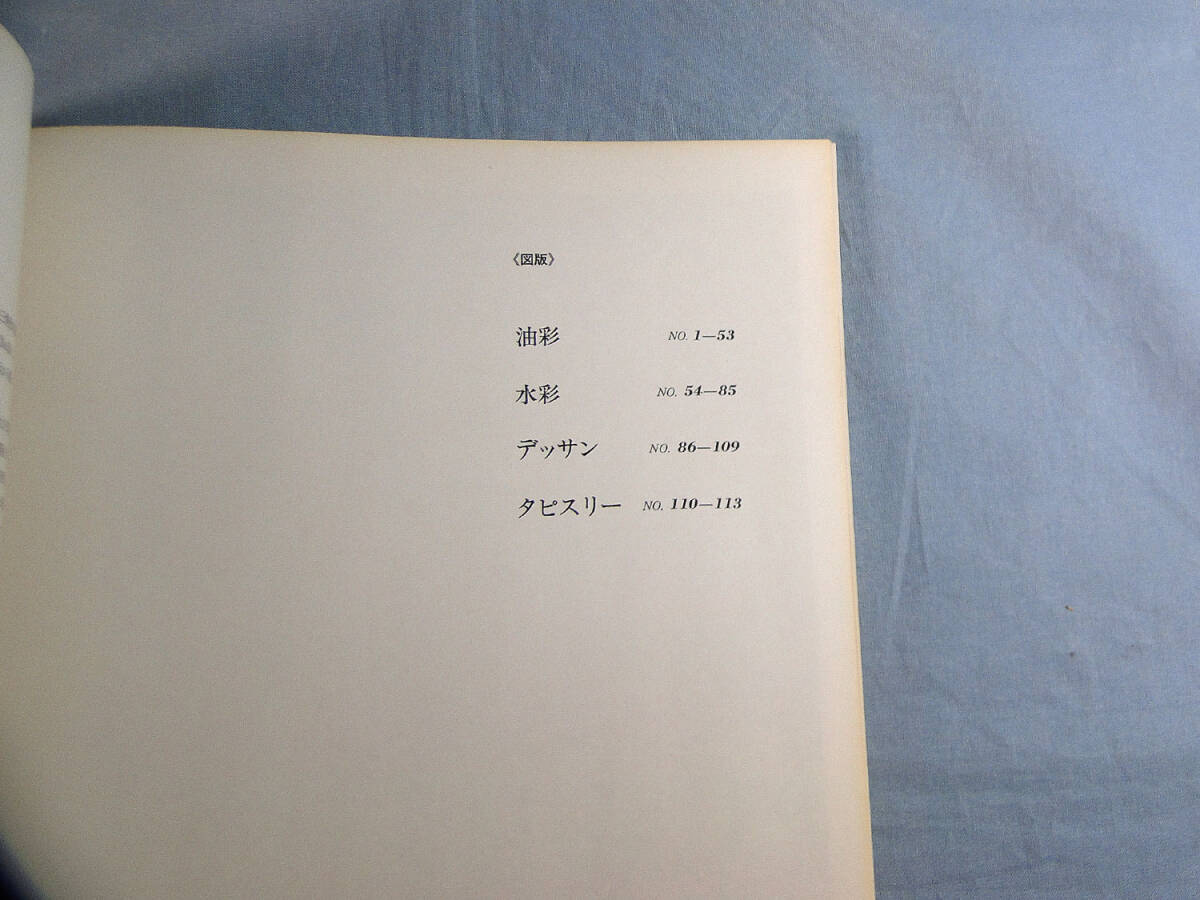 《図版》
油彩 NO. 1—53
水彩 NO. 54—85
デッサン NO. 86—109
タピスリー NO. 110—113